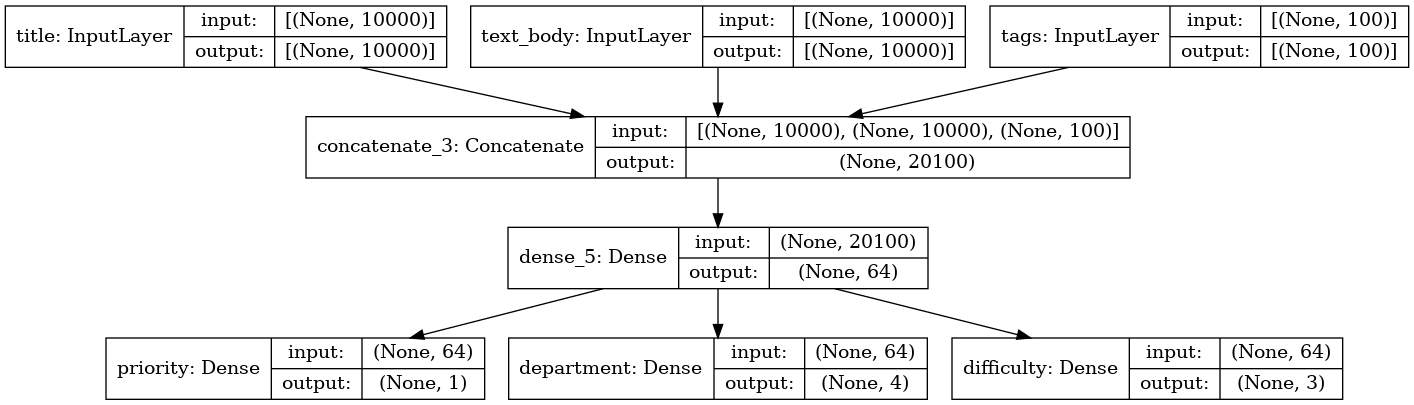 title: InputLayer
input: [(None, 10000)]
output: [(None, 10000)]
text_body: InputLayer
input: [(None, 10000)]
output: [(None, 10000)]
tags: InputLayer
input: [(None, 100)]
output: [(None, 100)]
concatenate_3: Concatenate
input: [(None, 10000), (None, 10000), (None, 100)]
output: (None, 20100)
dense_5: Dense
input: (None, 20100)
output: (None, 64)
priority: Dense
input: (None, 64)
output: (None, 1)
department: Dense
input: (None, 64)
output: (None, 4)
difficulty: Dense
input: (None, 64)
output: (None, 3)